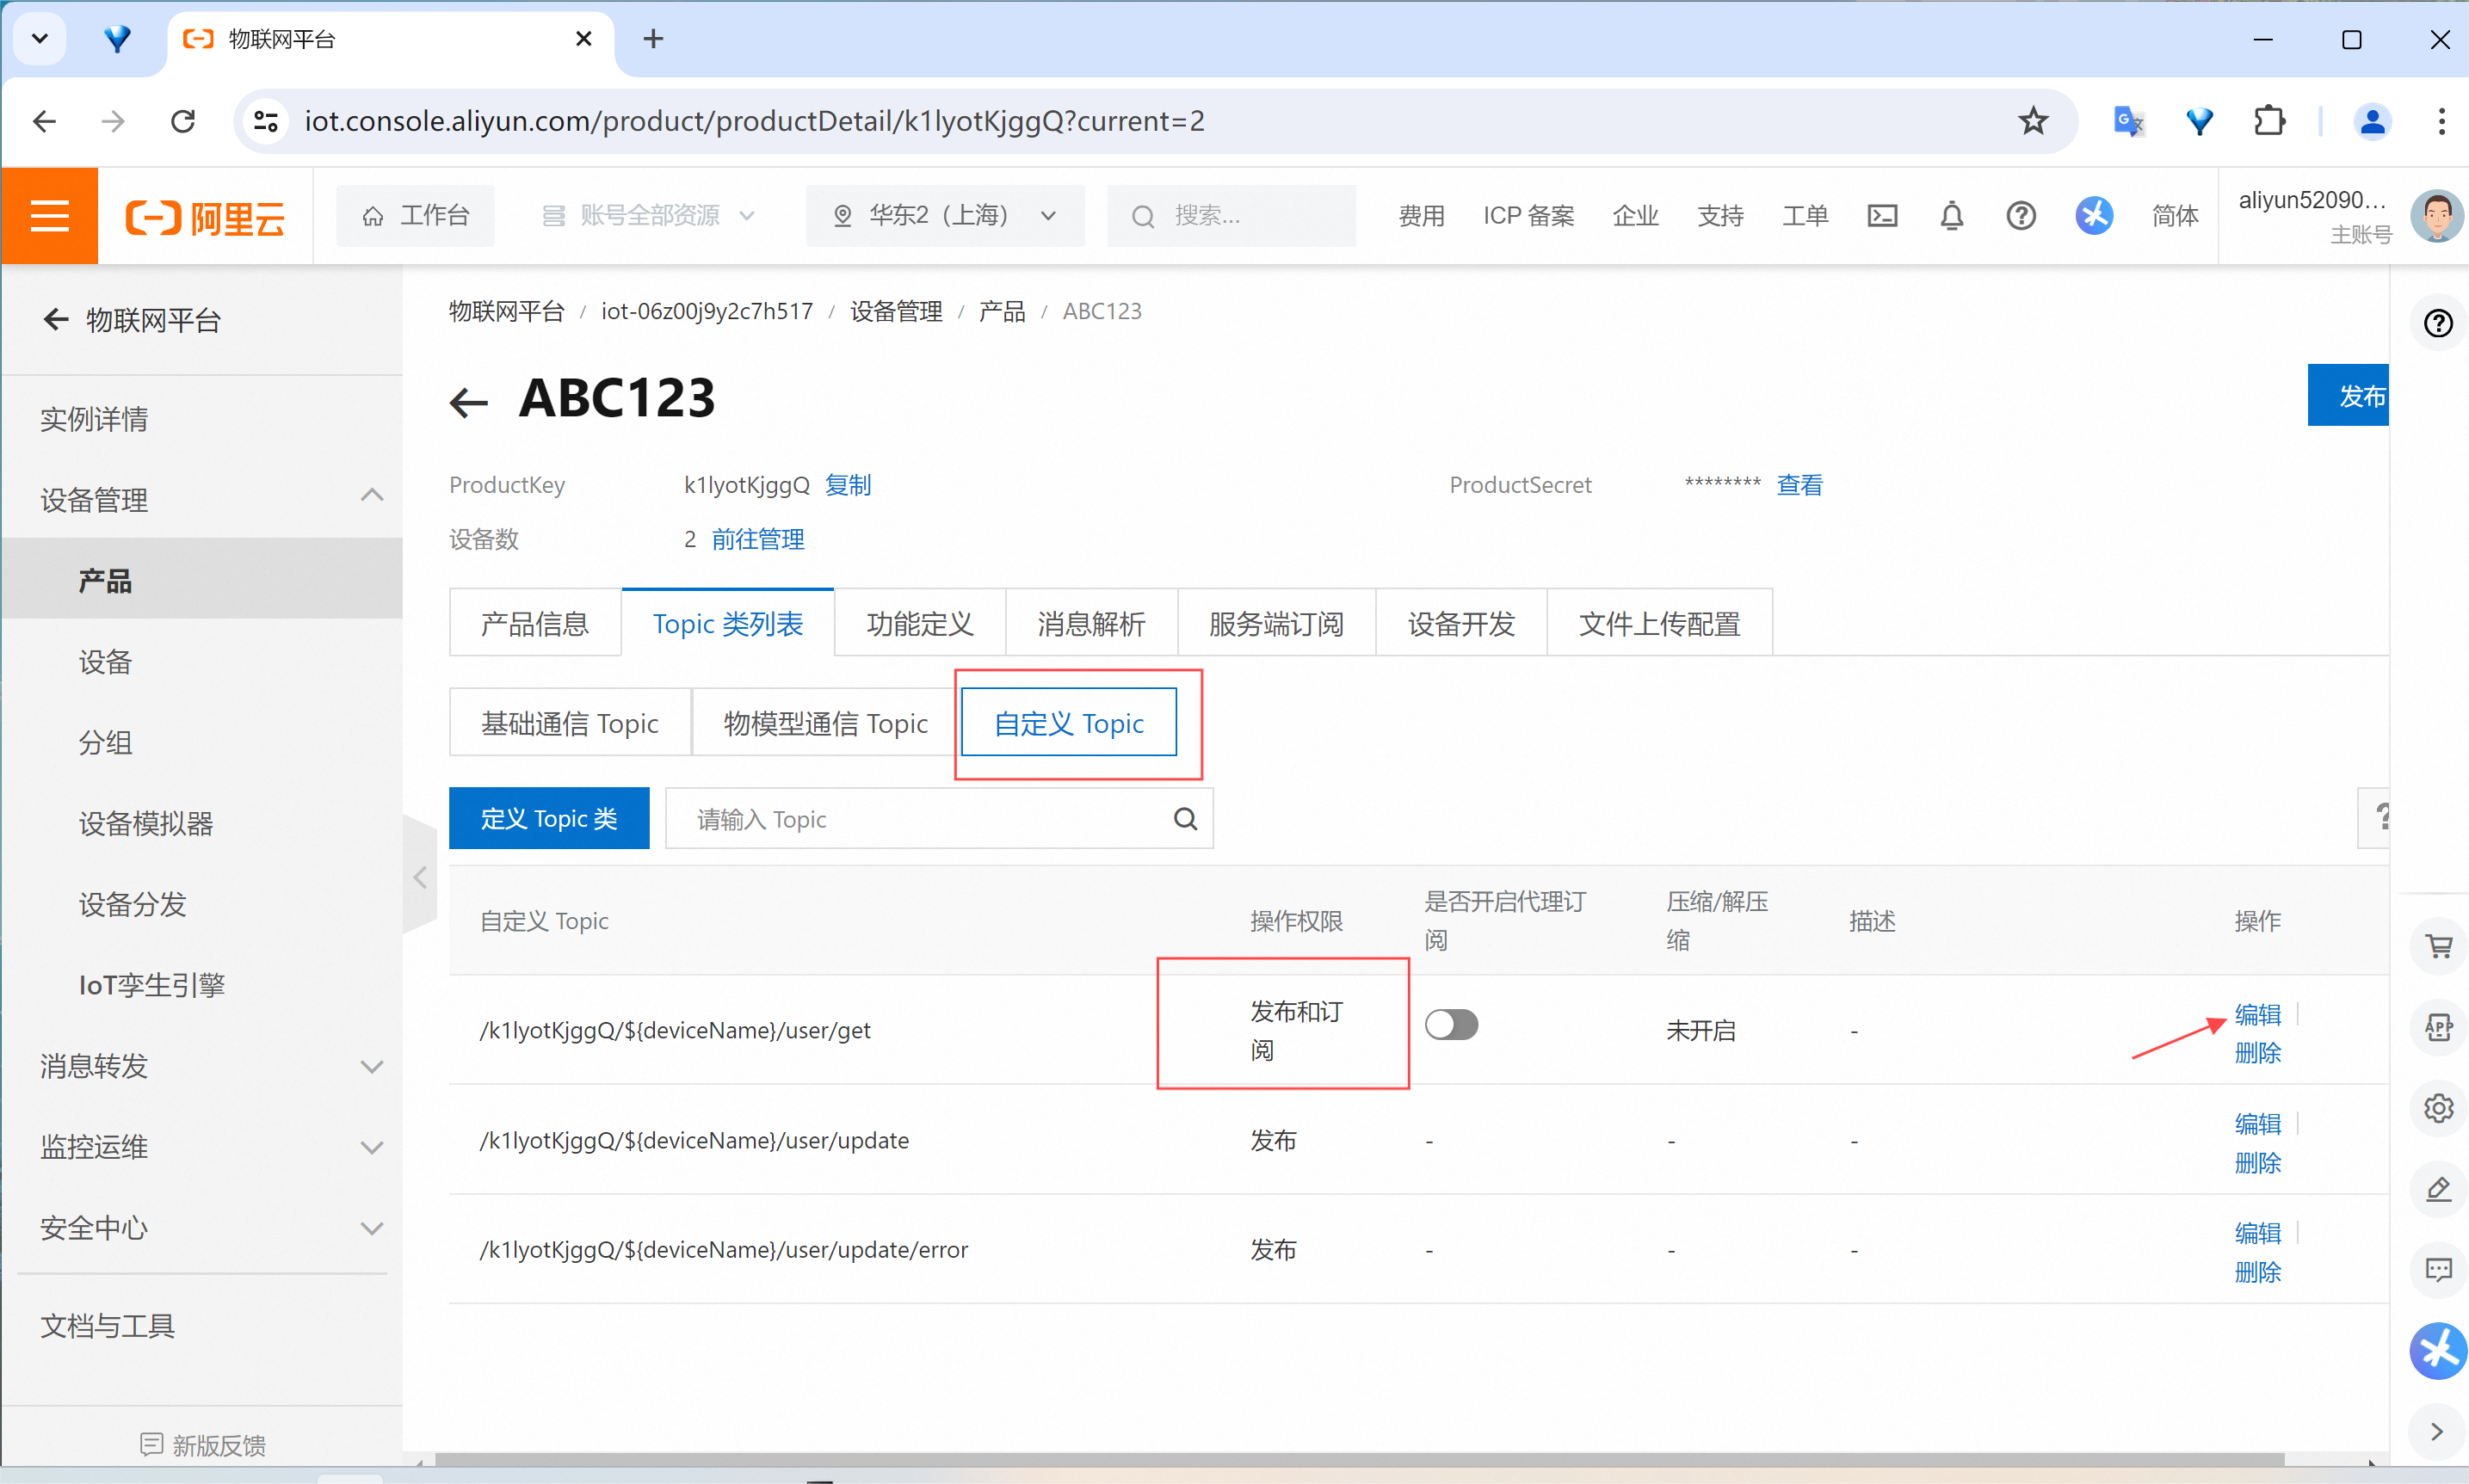 物联网平台
iot.console.aliyun.com/product/productDetail/k1lyotKjggQ?current=2
阿里云
工作台
账号全部资源
华东2（上海）
搜索...
费用
ICP 备案
企业
支持
工单
简体
aliyun52090...
主账号
物联网平台
实例详情
设备管理
产品
设备
分组
设备模拟器
设备分发
IoT孪生引擎
消息转发
监控运维
安全中心
文档与工具
新版反馈
物联网平台 / iot-06z00j9y2c7h517 / 设备管理 / 产品 / ABC123
ABC123
发布
ProductKey k1lyotKjggQ 复制
ProductSecret ******** 查看
设备数 2 前往管理
产品信息
Topic 类列表
功能定义
消息解析
服务端订阅
设备开发
文件上传配置
基础通信 Topic
物模型通信 Topic
自定义 Topic
定义 Topic 类
请输入 Topic
?
自定义 Topic
操作权限
是否开启代理订
阅
压缩/解压
缩
描述
操作
/k1lyotKjggQ/${deviceName}/user/get
发布和订
阅
未开启
-
编辑
删除
/k1lyotKjggQ/${deviceName}/user/update
发布
-
-
-
编辑
删除
/k1lyotKjggQ/${deviceName}/user/update/error
发布
-
-
-
编辑
删除
APP